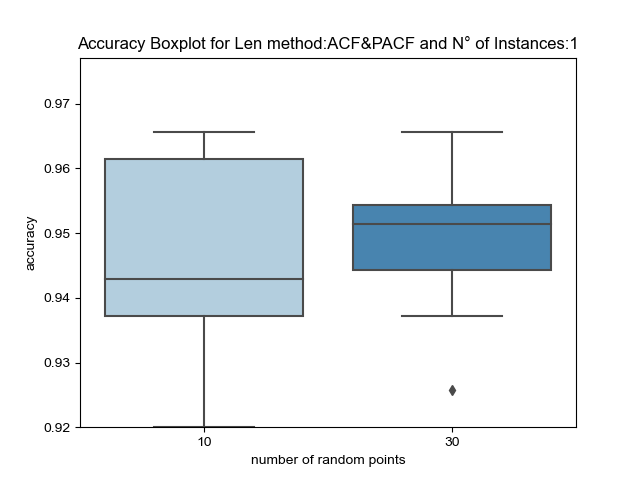 Accuracy Boxplot for Len method:ACF&PACF and N° of Instances:1
0.97
0.96
0.95
0.94
0.93
0.92
accuracy
10 30
number of random points